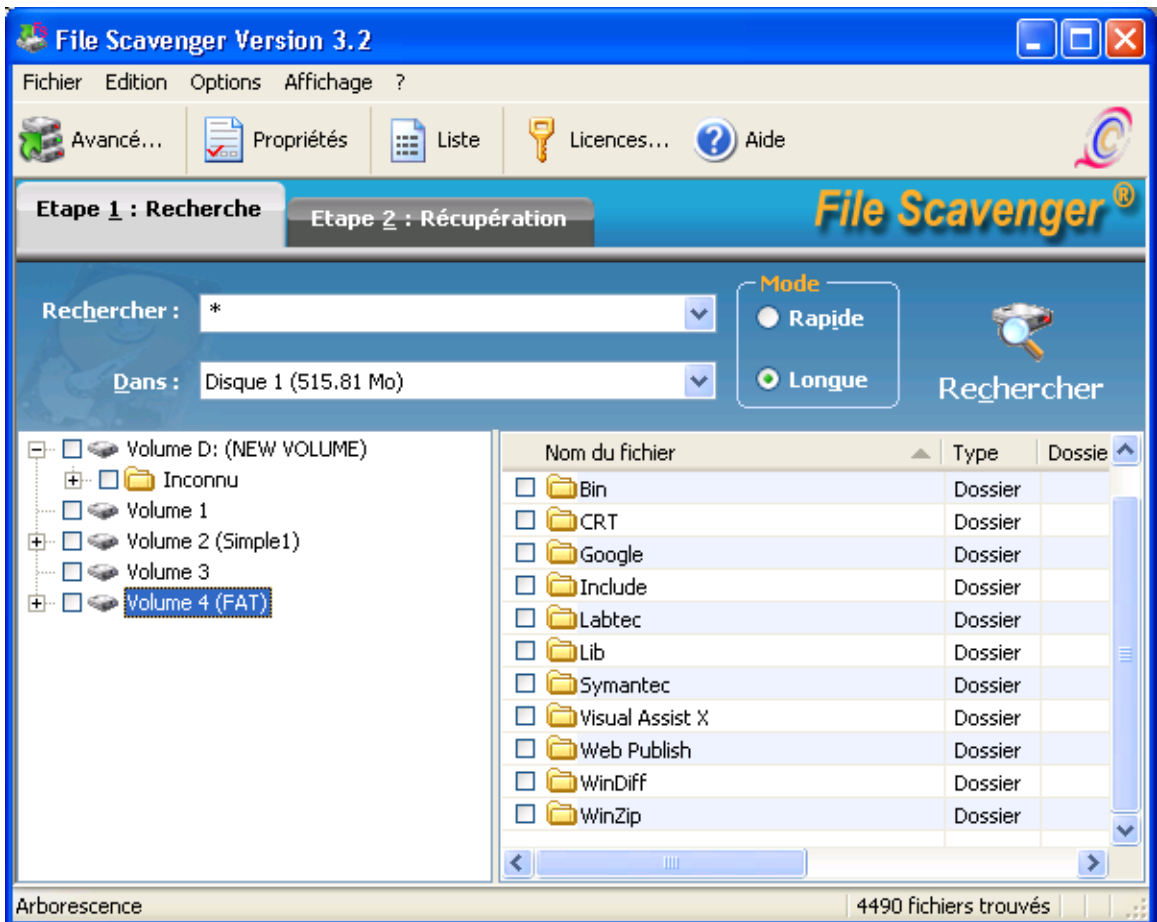 File Scavenger Version 3.2
Fichier Edition Options Affichage ?
Avancé... Propriétés Liste Licences... Aide
Etape 1 : Recherche Etape 2 : Récupération File Scavenger ®
Mode
Rechercher : * Rapide
Dans : Disque 1 (515.81 Mo) Longue Rechercher
Volume D: (NEW VOLUME)
Inconnu
Volume 1
Volume 2 (Simple1)
Volume 3
Volume 4 (FAT)
Nom du fichier Type Dossie
Bin Dossier
CRT Dossier
Google Dossier
Include Dossier
Labtec Dossier
Lib Dossier
Symantec Dossier
Visual Assist X Dossier
Web Publish Dossier
WinDiff Dossier
WinZip Dossier
Arborescence 4490 fichiers trouvés